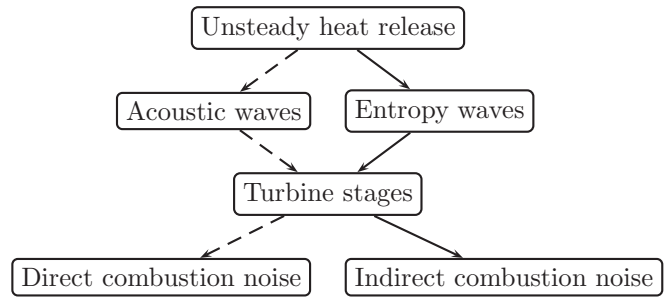 Unsteady heat release
Acoustic waves
Entropy waves
Turbine stages
Direct combustion noise
Indirect combustion noise